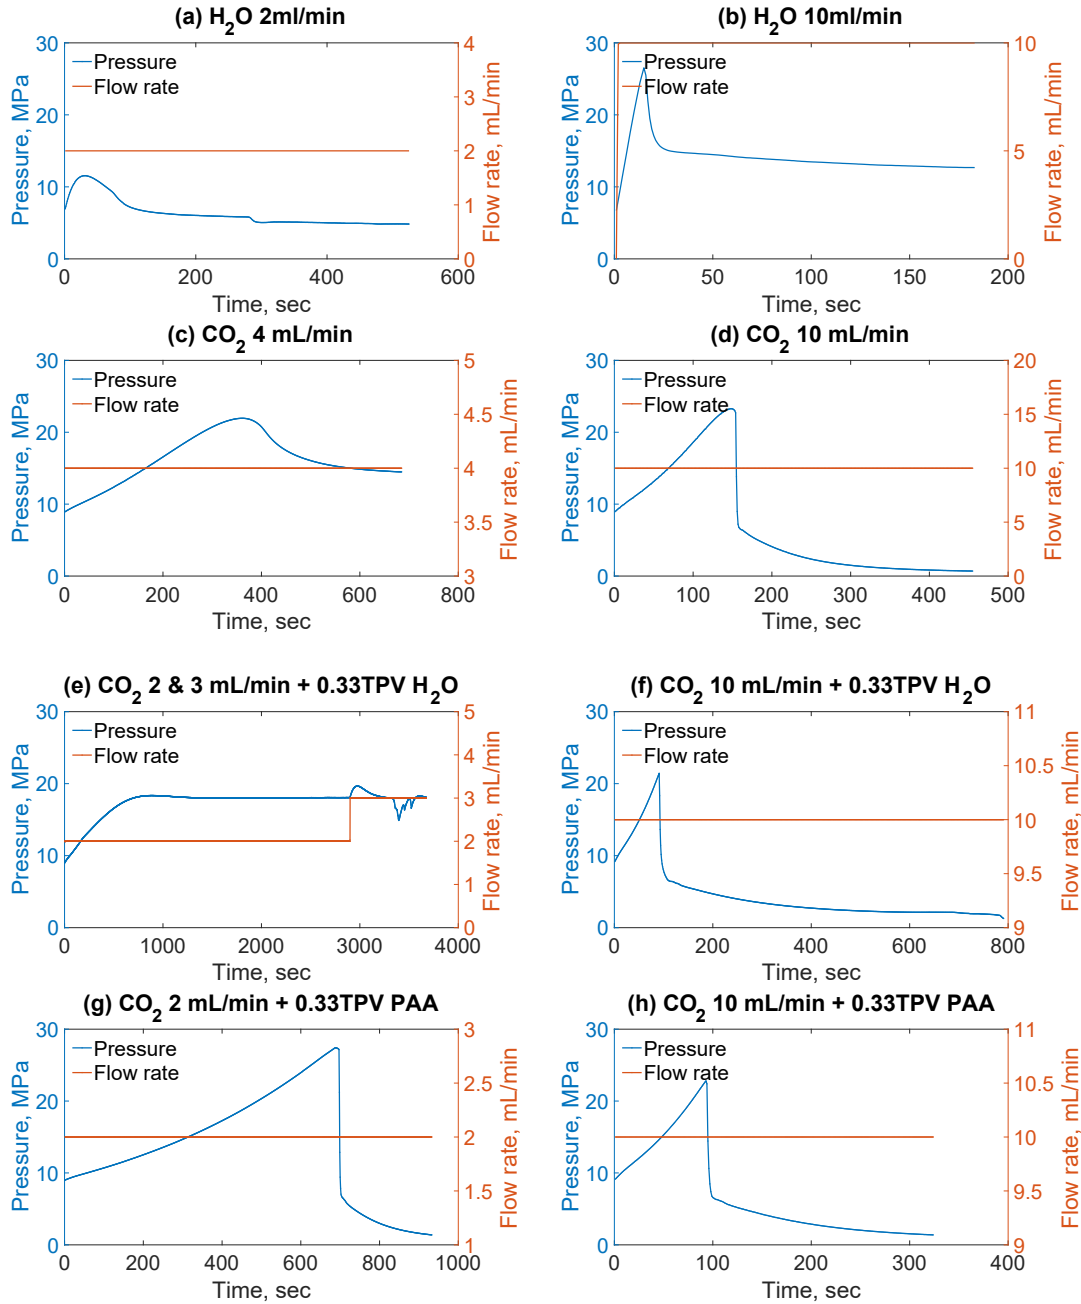 (a) H2O 2ml/min
Pressure
Flow rate
Pressure, MPa
0
10
20
30
Flow rate, mL/min
0
1
2
3
4
0 200 400 600
Time, sec
(b) H2O 10ml/min
Pressure
Flow rate
Pressure, MPa
0
10
20
30
Flow rate, mL/min
0
5
10
0 50 100 150 200
Time, sec
(c) CO2 4 mL/min
Pressure
Flow rate
Pressure, MPa
0
10
20
30
Flow rate, mL/min
3
3.5
4
4.5
5
0 200 400 600 800
Time, sec
(d) CO2 10 mL/min
Pressure
Flow rate
Pressure, MPa
0
10
20
30
Flow rate, mL/min
0
5
10
15
20
0 100 200 300 400 500
Time, sec
(e) CO2 2 & 3 mL/min + 0.33TPV H2O
Pressure
Flow rate
Pressure, MPa
0
10
20
30
Flow rate, mL/min
0
1
2
3
4
5
0 1000 2000 3000 4000
Time, sec
(f) CO2 10 mL/min + 0.33TPV H2O
Pressure
Flow rate
Pressure, MPa
0
10
20
30
Flow rate, mL/min
9
9.5
10
10.5
11
0 200 400 600 800
Time, sec
(g) CO2 2 mL/min + 0.33TPV PAA
Pressure
Flow rate
Pressure, MPa
0
10
20
30
Flow rate, mL/min
1
1.5
2
2.5
3
0 200 400 600 800 1000
Time, sec
(h) CO2 10 mL/min + 0.33TPV PAA
Pressure
Flow rate
Pressure, MPa
0
10
20
30
Flow rate, mL/min
9
9.5
10
10.5
11
0 100 200 300 400
Time, sec